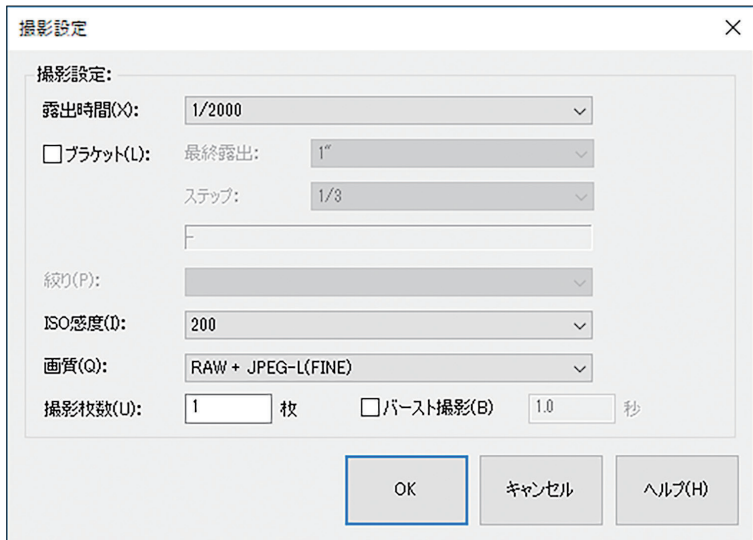 撮影設定
撮影設定:
露出時間(X): 1/2000
ブラケット(L): 最終露出: 1"
ステップ: 1/3
-
絞り(P):
ISO感度(I): 200
画質(Q): RAW + JPEG-L(FINE)
撮影枚数(U): 1 枚 バースト撮影(B) 1.0 秒
OK キャンセル ヘルプ(H)